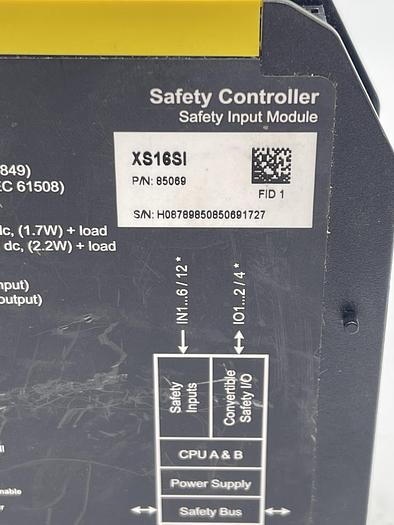 Safety Controller
Safety Input Module
XS16SI
P/N: 85069
FID 1
S/N: H08789850850691727
849)
EC 61508)
dc, (1.7W) + load
dc, (2.2W) + load
nput)
output)
IN1...6 / 12 *
IO1...2 / 4 *
Safety
Inputs
Convertible
Safety I/O
CPU A & B
Power Supply
Safety Bus